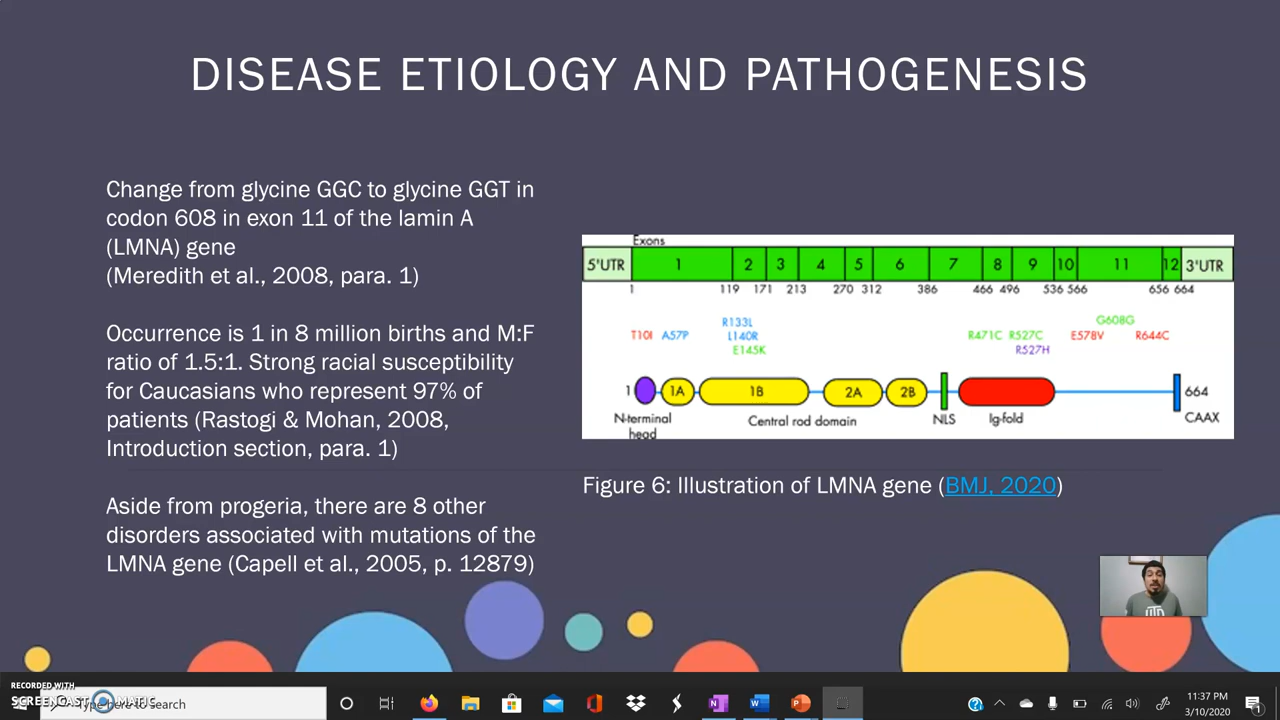 DISEASE ETIOLOGY AND PATHOGENESIS
Change from glycine GGC to glycine GGT in
codon 608 in exon 11 of the lamin A
(LMNA) gene
(Meredith et al., 2008, para. 1)
Occurrence is 1 in 8 million births and M:F
ratio of 1.5:1. Strong racial susceptibility
for Caucasians who represent 97% of
patients (Rastogi & Mohan, 2008,
Introduction section, para. 1)
Aside from progeria, there are 8 other
disorders associated with mutations of the
LMNA gene (Capell et al., 2005, p. 12879)
Exons
5'UTR 1 2 3 4 5 6 7 8 9 10 11 12 3'UTR
1 119 171 213 270 312 386 466 496 536 566 656 664
G608G
R133L
T10I A57P L140R R471C R527C E578V R644C
E145K R527H
1 1A 1B 2A 2B 664
N-terminal head Central rod domain NLS Ig-fold CAAX
Figure 6: Illustration of LMNA gene (BMJ, 2020)
UTD
RECORDED WITH
SCREENCAST MATIC
Type here to search
11:37 PM
3/10/2020
1